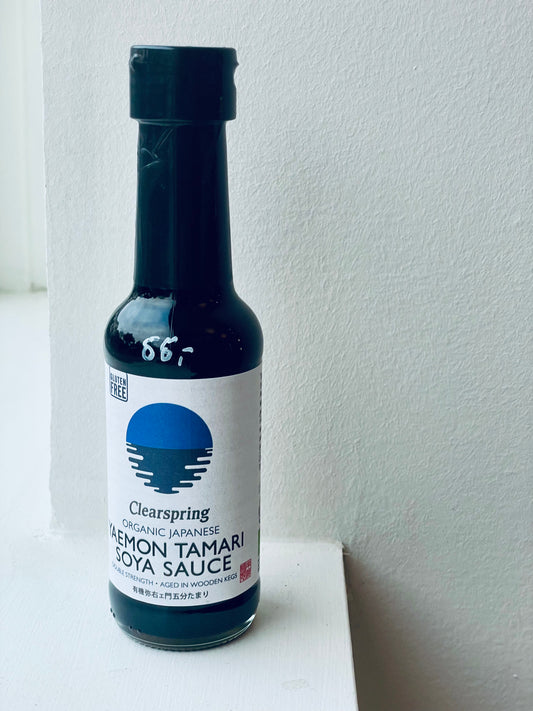 66,-
GLUTEN
FREE
Clearspring
ORGANIC JAPANESE
YAEMON TAMARI
SOYA SAUCE
DOUBLE STRENGTH • AGED IN WOODEN KEGS
有機弥右ェ門五分たまり